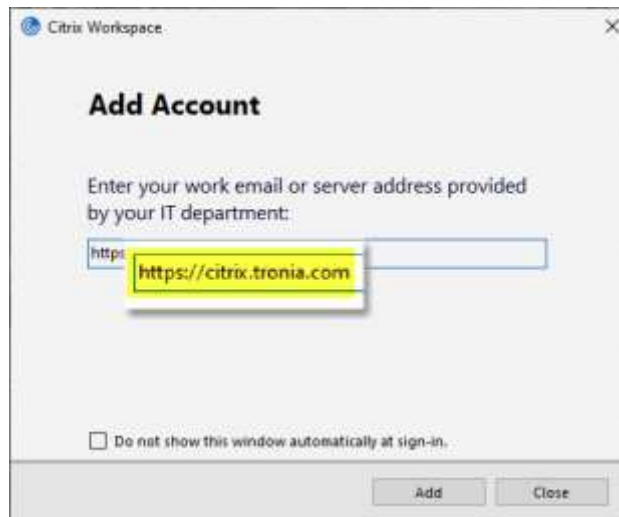 Citrix Workspace
Add Account
Enter your work email or server address provided
by your IT department:
https
https://citrix.tronia.com
Do not show this window automatically at sign-in.
Add
Close